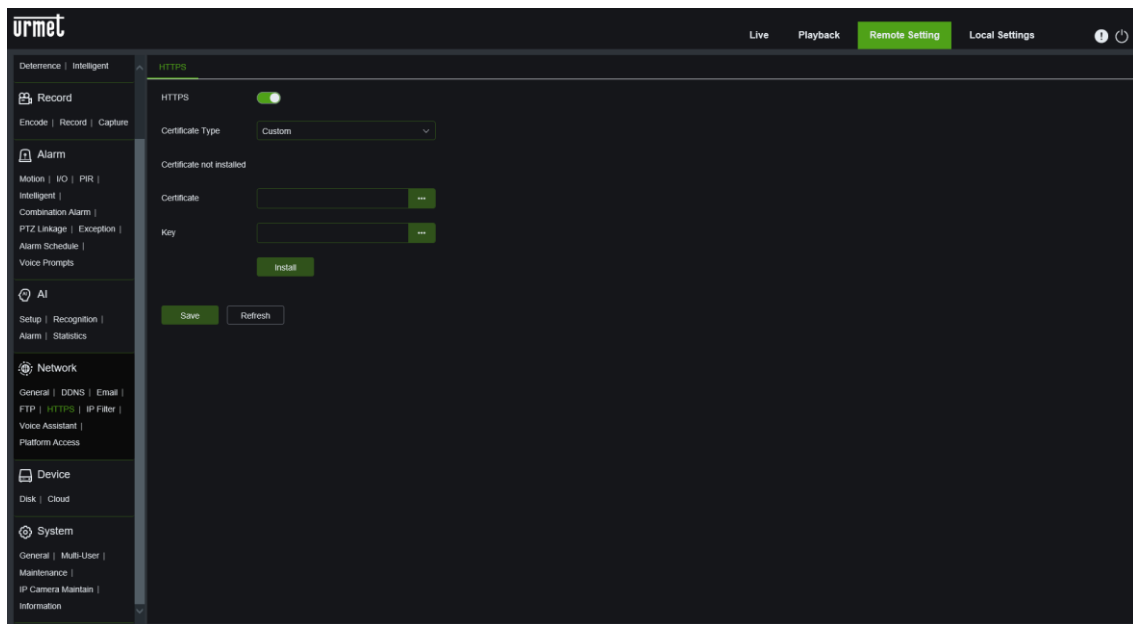 urmet
Live Playback Remote Setting Local Settings
Deterrence | Intelligent
Record
Encode | Record | Capture
Alarm
Motion | I/O | PIR |
Intelligent |
Combination Alarm |
PTZ Linkage | Exception |
Alarm Schedule |
Voice Prompts
AI
Setup | Recognition |
Alarm | Statistics
Network
General | DDNS | Email |
FTP | HTTPS | IP Filter |
Voice Assistant |
Platform Access
Device
Disk | Cloud
System
General | Multi-User |
Maintenance |
IP Camera Maintain |
Information
HTTPS
HTTPS
Certificate Type Custom
Certificate not installed
Certificate ...
Key ...
Install
Save Refresh